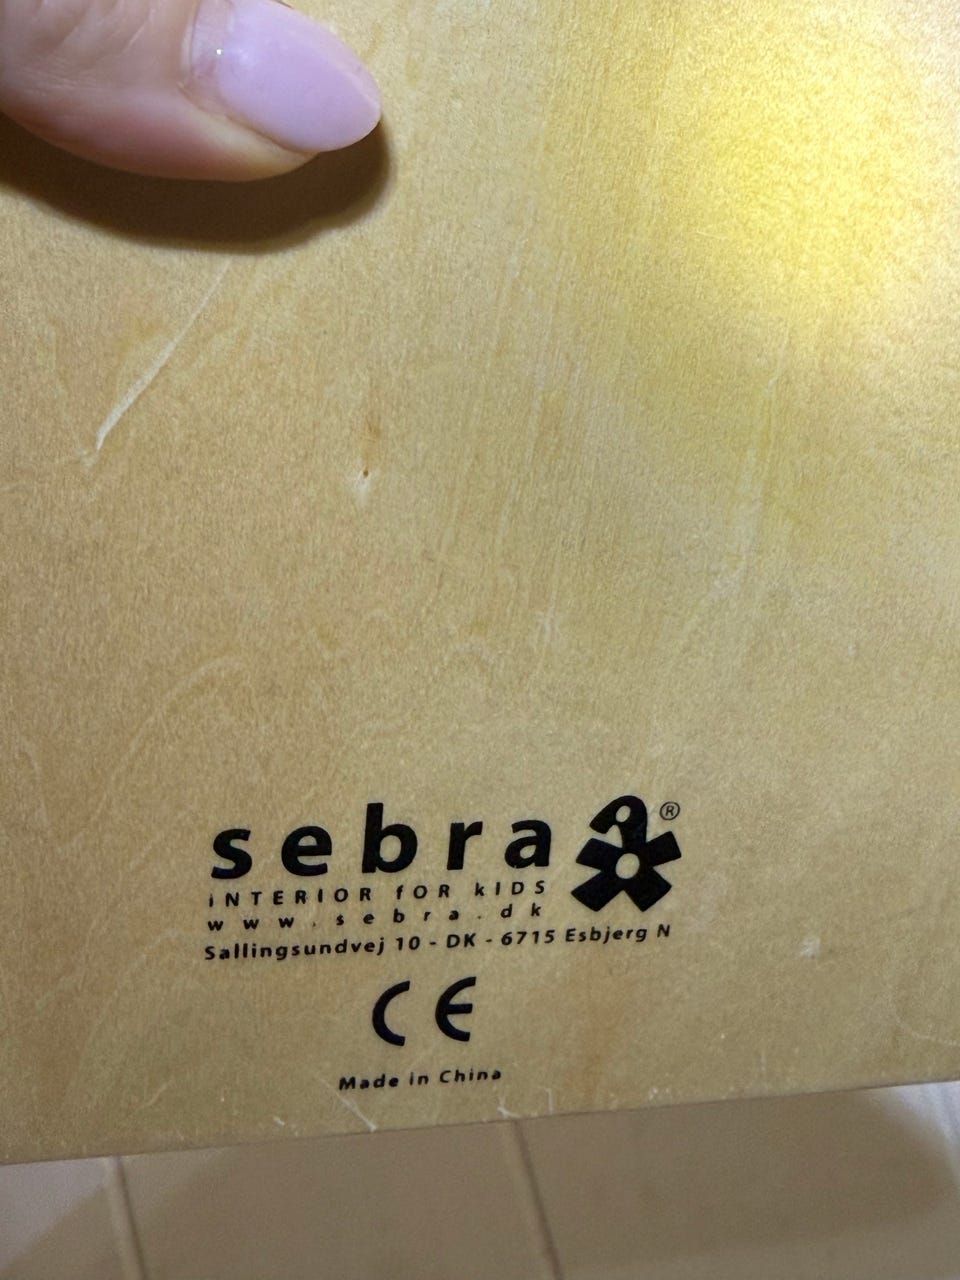 sebra ®
iNTERIOR fOR kIDS
www.sebra.dk
Sallingsundvej 10 - DK - 6715 Esbjerg N
CE
Made in China